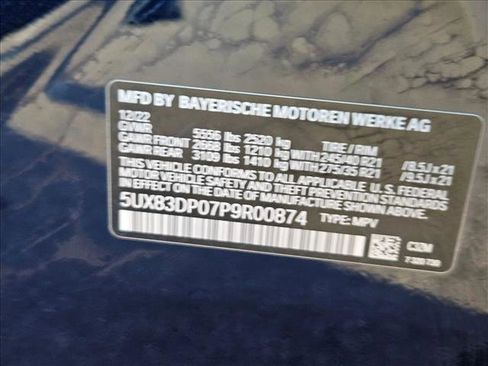 MFD BY BAYERISCHE MOTOREN WERKE AG
12/22
GVWR 5556 lbs 2520 kg TIRE / RIM
GAWR FRONT 2668 lbs 1210 kg WITH 245/40 R21 /8.5J x 21
GAWR REAR 3109 lbs 1410 kg WITH 275/35 R21 /9.5J x 21
THIS VEHICLE CONFORMS TO ALL APPLICABLE U.S. FEDERAL
MOTOR VEHICLE SAFETY AND THEFT PREVENTION STANDARDS
IN EFFECT ON THE DATE OF MANUFACTURE SHOWN ABOVE.
5UX83DP07P9R00874 TYPE: MPV